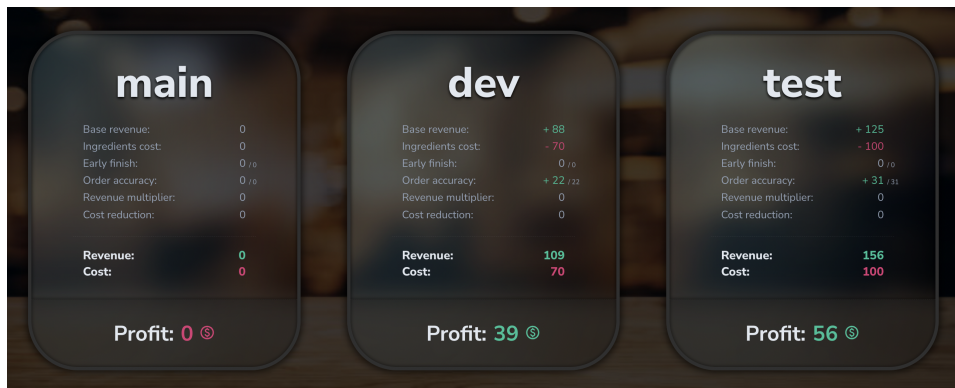 main
Base revenue: 0
Ingredients cost: 0
Early finish: 0 / 0
Order accuracy: 0 / 0
Revenue multiplier: 0
Cost reduction: 0
Revenue: 0
Cost: 0
Profit: 0 $
dev
Base revenue: + 88
Ingredients cost: - 70
Early finish: 0 / 0
Order accuracy: + 22 / 22
Revenue multiplier: 0
Cost reduction: 0
Revenue: 109
Cost: 70
Profit: 39 $
test
Base revenue: + 125
Ingredients cost: - 100
Early finish: 0 / 0
Order accuracy: + 31 / 31
Revenue multiplier: 0
Cost reduction: 0
Revenue: 156
Cost: 100
Profit: 56 $